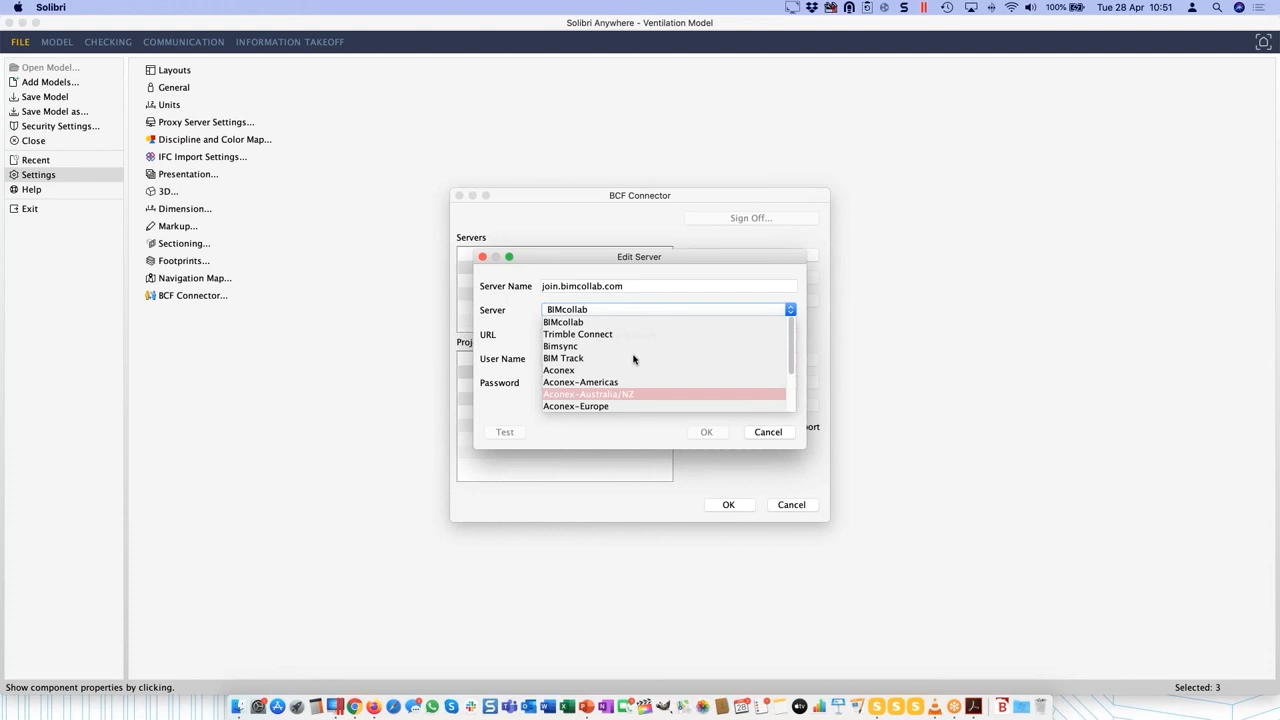 Solibri
100%
Tue 28 Apr 10:51
Solibri Anywhere - Ventilation Model
FILE MODEL CHECKING COMMUNICATION INFORMATION TAKEOFF
Open Model...
Add Models...
Save Model
Save Model as...
Security Settings...
Close
Recent
Settings
Help
Exit
Layouts
General
Units
Proxy Server Settings...
Discipline and Color Map...
IFC Import Settings...
Presentation...
3D...
Dimension...
Markup...
Sectioning...
Footprints...
Navigation Map...
BCF Connector...
BCF Connector
Sign Off...
Servers
Edit Server
Server Name join.bimcollab.com
Server BIMcollab
BIMcollab
Trimble Connect
URL
Bimsync
User Name
BIM Track
Aconex
Password
Aconex-Americas
Aconex-Australia/NZ
Aconex-Europe
Proj
Test OK Cancel
ort
OK Cancel
Show component properties by clicking.
Selected: 3